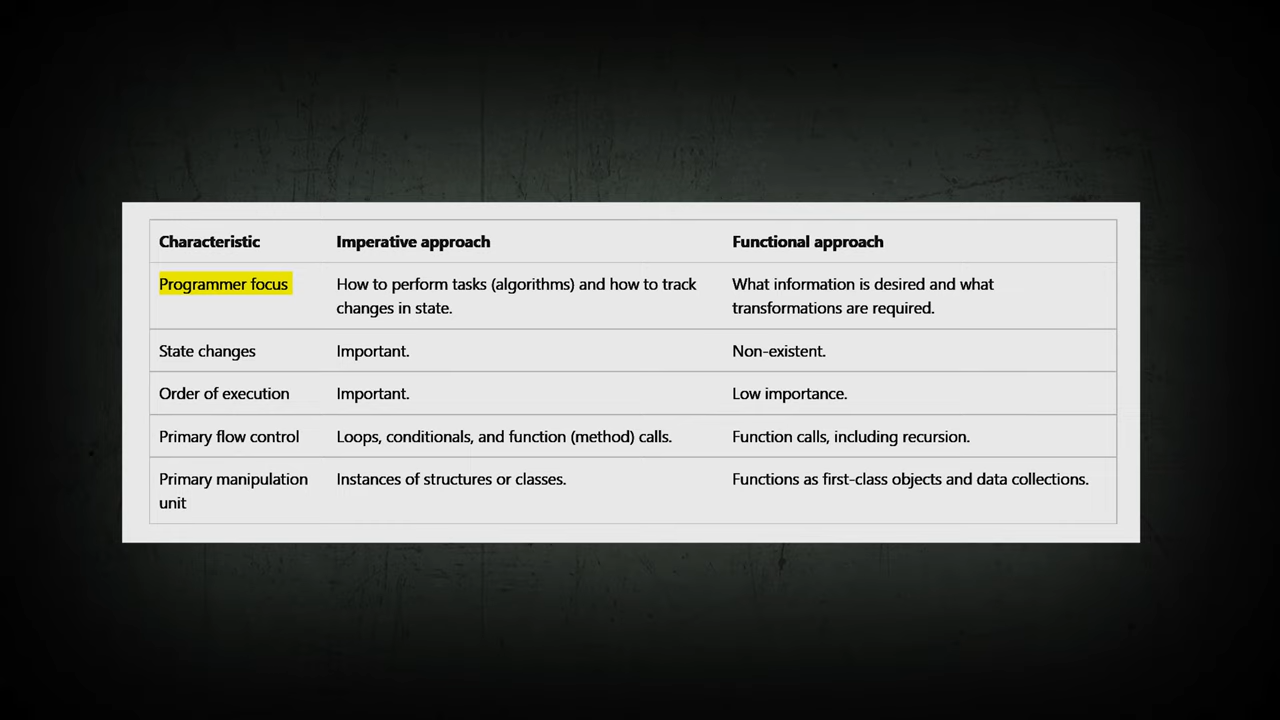 Characteristic Imperative approach Functional approach
Programmer focus How to perform tasks (algorithms) and how to track What information is desired and what
changes in state. transformations are required.
State changes Important. Non-existent.
Order of execution Important. Low importance.
Primary flow control Loops, conditionals, and function (method) calls. Function calls, including recursion.
Primary manipulation Instances of structures or classes. Functions as first-class objects and data collections.
unit